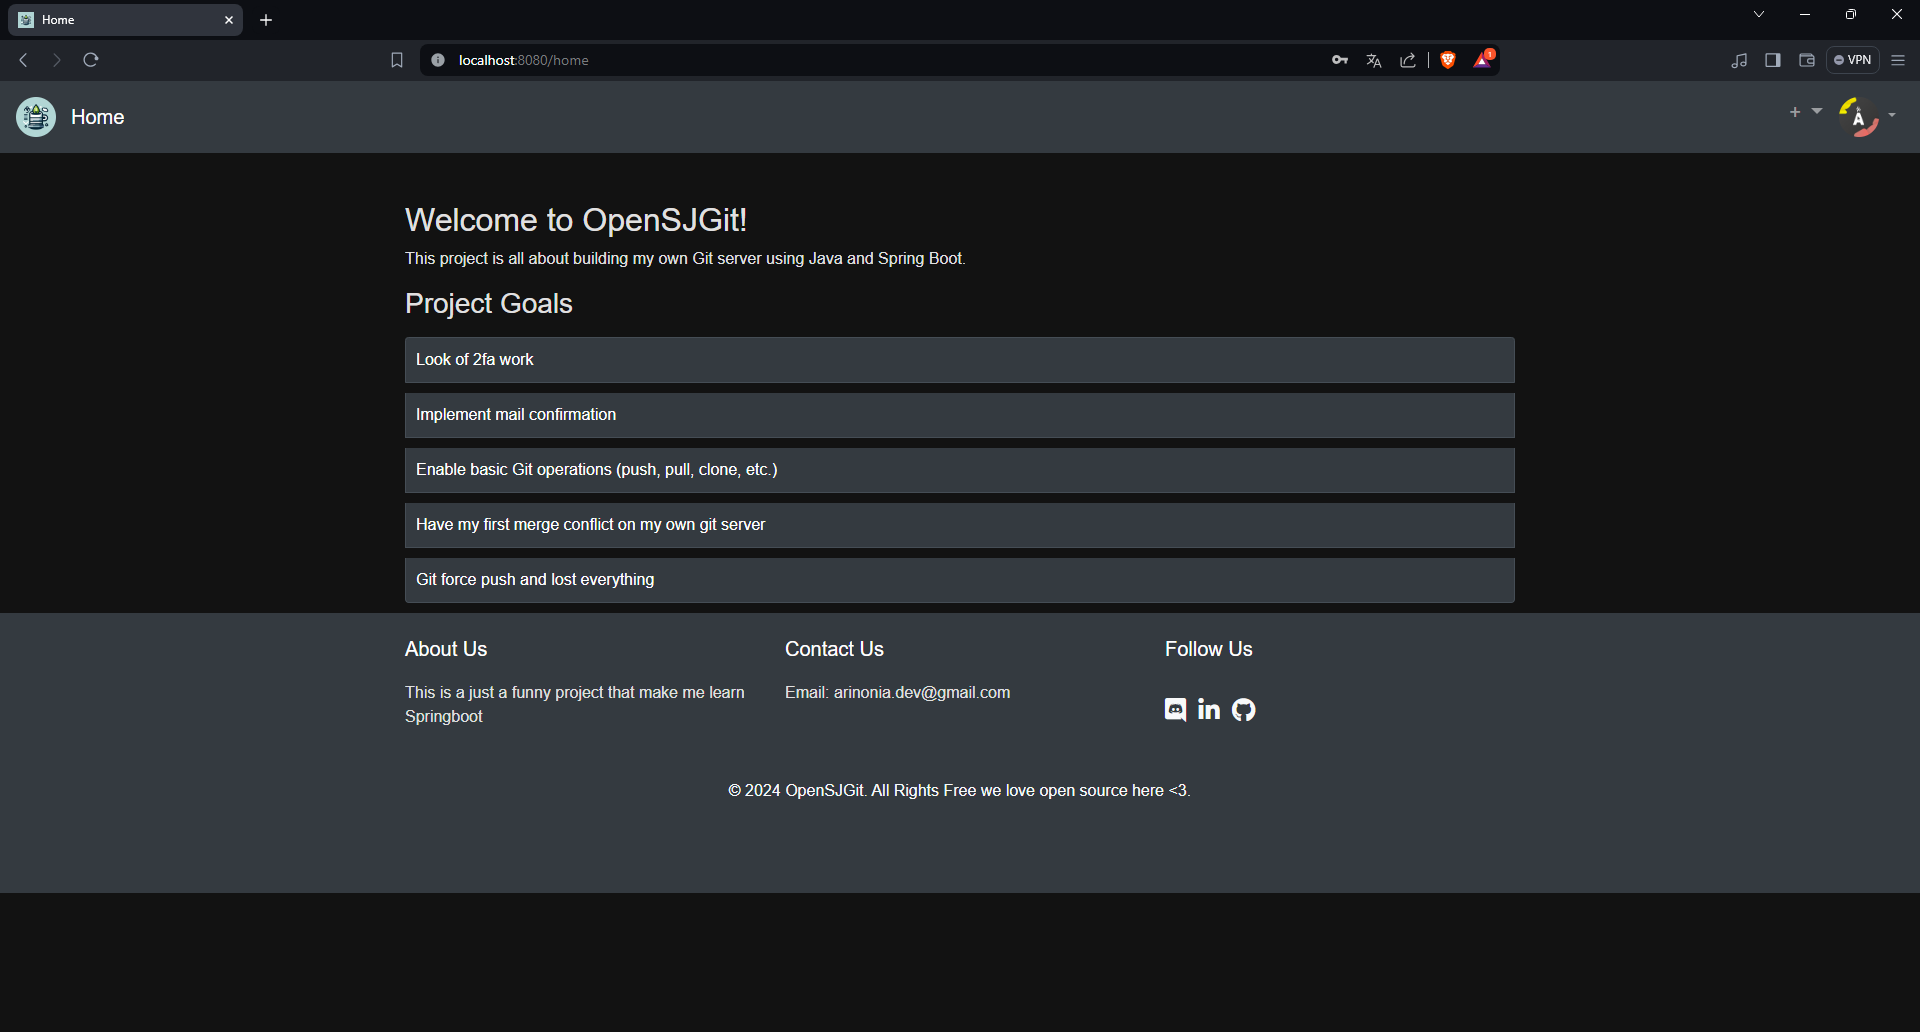 Home
localhost:8080/home
1
VPN
Home
A
Welcome to OpenSJGit!
This project is all about building my own Git server using Java and Spring Boot.
Project Goals
Look of 2fa work
Implement mail confirmation
Enable basic Git operations (push, pull, clone, etc.)
Have my first merge conflict on my own git server
Git force push and lost everything
About Us
This is a just a funny project that make me learn
Springboot
Contact Us
Email: arinonia.dev@gmail.com
Follow Us
in
© 2024 OpenSJGit. All Rights Free we love open source here <3.